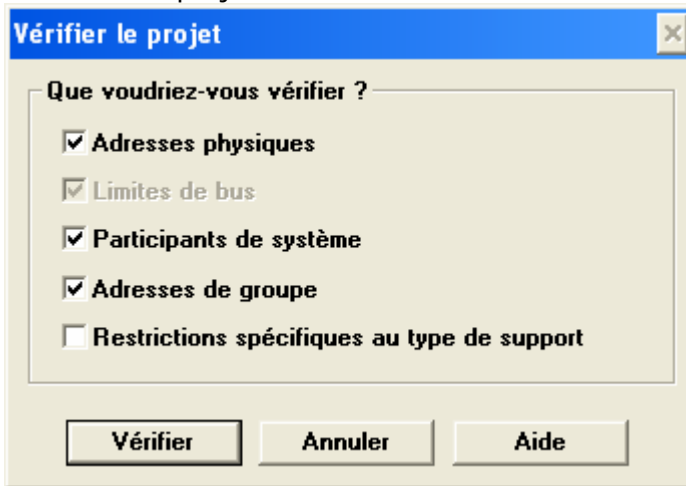 Vérifier le projet
Que voudriez-vous vérifier ?
Adresses physiques
Limites de bus
Participants de système
Adresses de groupe
Restrictions spécifiques au type de support
Vérifier Annuler Aide